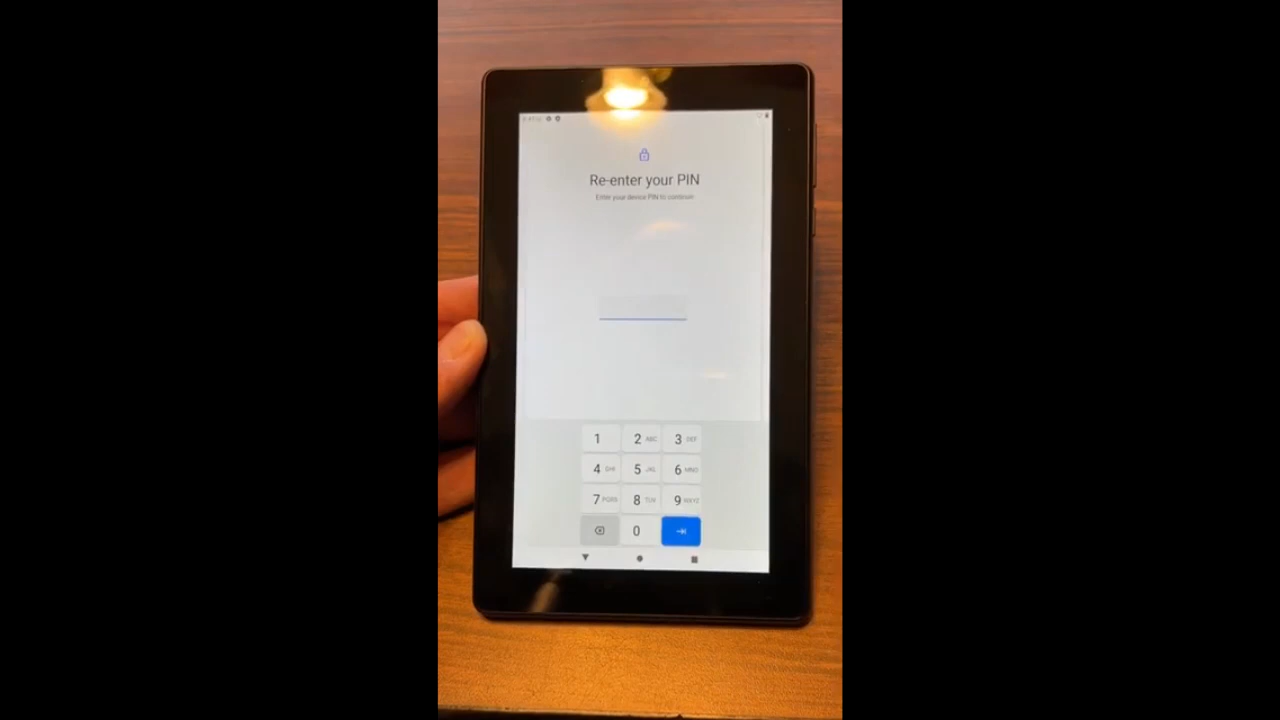 Re-enter your PIN
Enter your device PIN to continue
1
2 ABC
3 DEF
4 GHI
5 JKL
6 MNO
7 PQRS
8 TUV
9 WXYZ
0